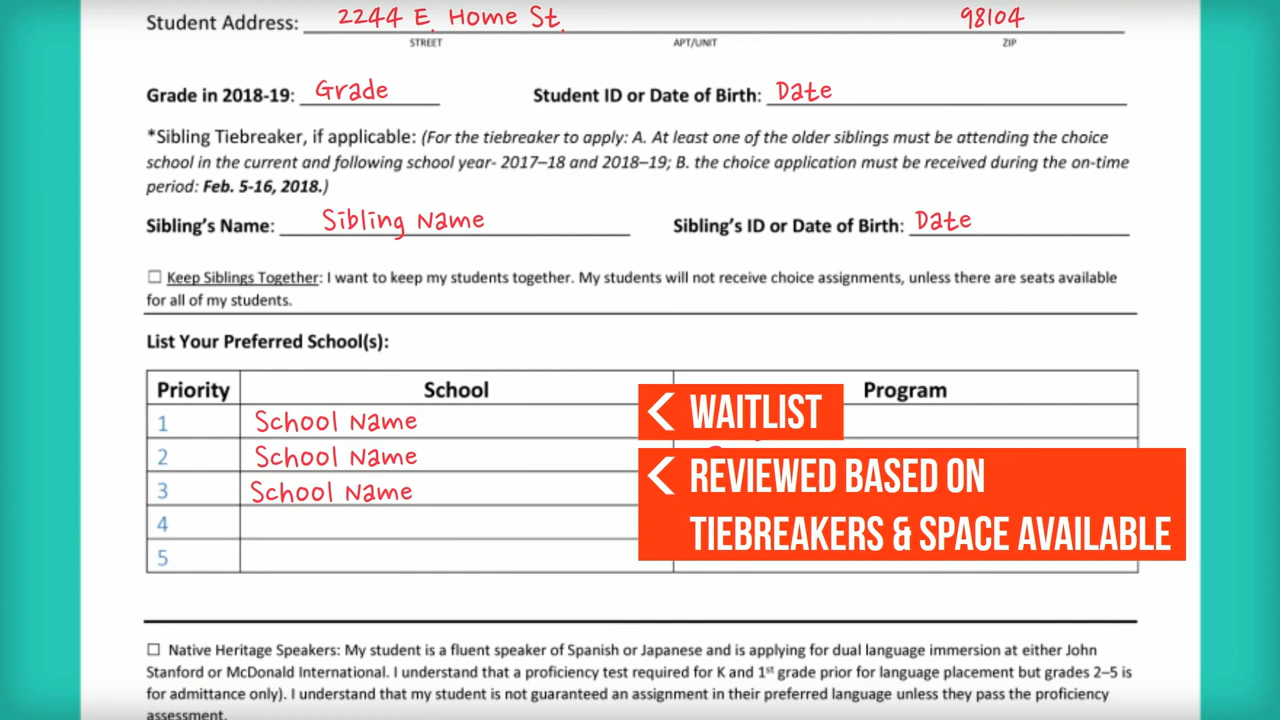 Student Address: 2244 E. Home St. 98104
STREET APT/UNIT ZIP
Grade in 2018-19: Grade Student ID or Date of Birth: Date
*Sibling Tiebreaker, if applicable: (For the tiebreaker to apply: A. At least one of the older siblings must be attending the choice
school in the current and following school year- 2017–18 and 2018–19; B. the choice application must be received during the on-time
period: Feb. 5-16, 2018.)
Sibling's Name: Sibling Name Sibling's ID or Date of Birth: Date
☐ Keep Siblings Together: I want to keep my students together. My students will not receive choice assignments, unless there are seats available
for all of my students.
List Your Preferred School(s):
Priority School Program
1 School Name
WAITLIST
2 School Name
3 School Name
REVIEWED BASED ON
TIEBREAKERS & SPACE AVAILABLE
4
5
☐ Native Heritage Speakers: My student is a fluent speaker of Spanish or Japanese and is applying for dual language immersion at either John
Stanford or McDonald International. I understand that a proficiency test required for K and 1st grade prior for language placement but grades 2–5 is
for admittance only). I understand that my student is not guaranteed an assignment in their preferred language unless they pass the proficiency
assessment.